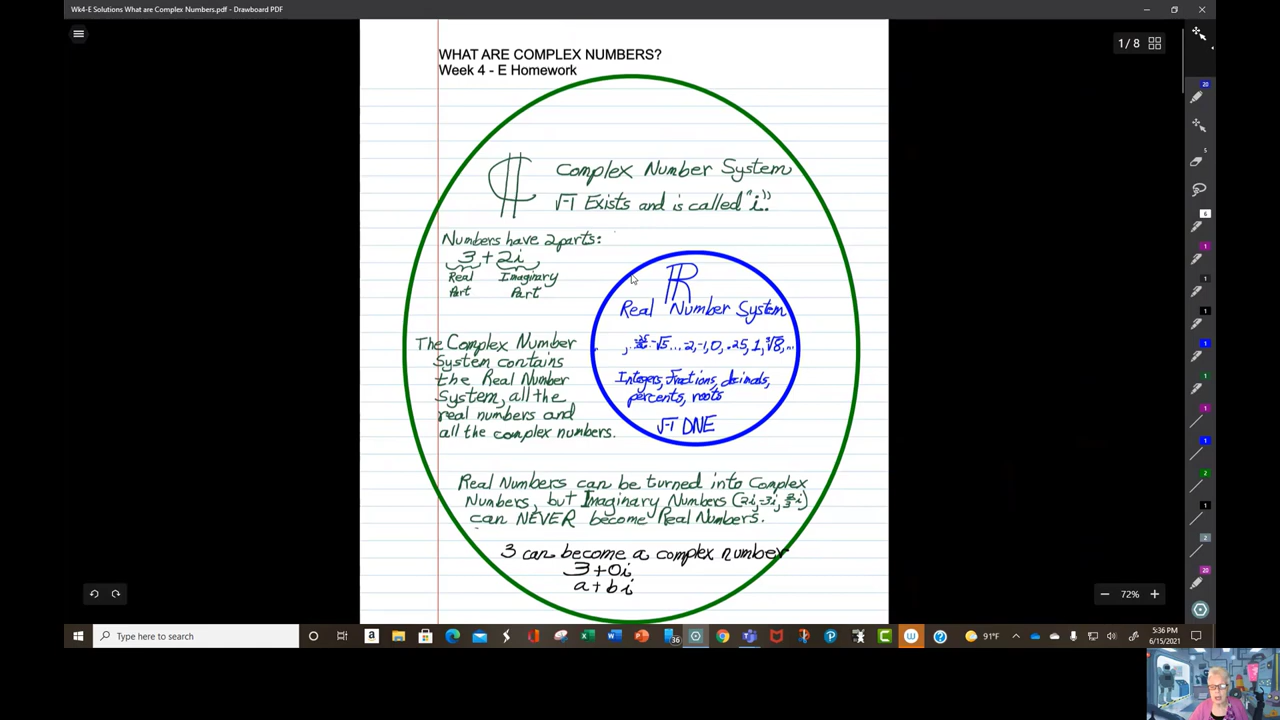 Wk4-E Solutions What are Complex Numbers.pdf - Drawboard PDF
1/8
WHAT ARE COMPLEX NUMBERS?
Week 4 - E Homework
₵ Complex Number System
√-1 Exists and is called "i".
Numbers have 2 parts:
3 + 2i
Real Imaginary
Part Part
ℝ
Real Number System
-√5 ... -2, -1, 0, .25, 1, ∛8, ...
Integers, fractions, decimals,
percents, roots
√-1 DNE
The Complex Number
System contains
the Real Number
System, all the
real numbers and
all the complex numbers.
Real Numbers can be turned into Complex
Numbers, but Imaginary Numbers (2i, -3i, i)
can NEVER become Real Numbers.
3 can become a complex number
3 + 0i
a + bi
72%
Type here to search
91°F
5:36 PM
6/15/2021